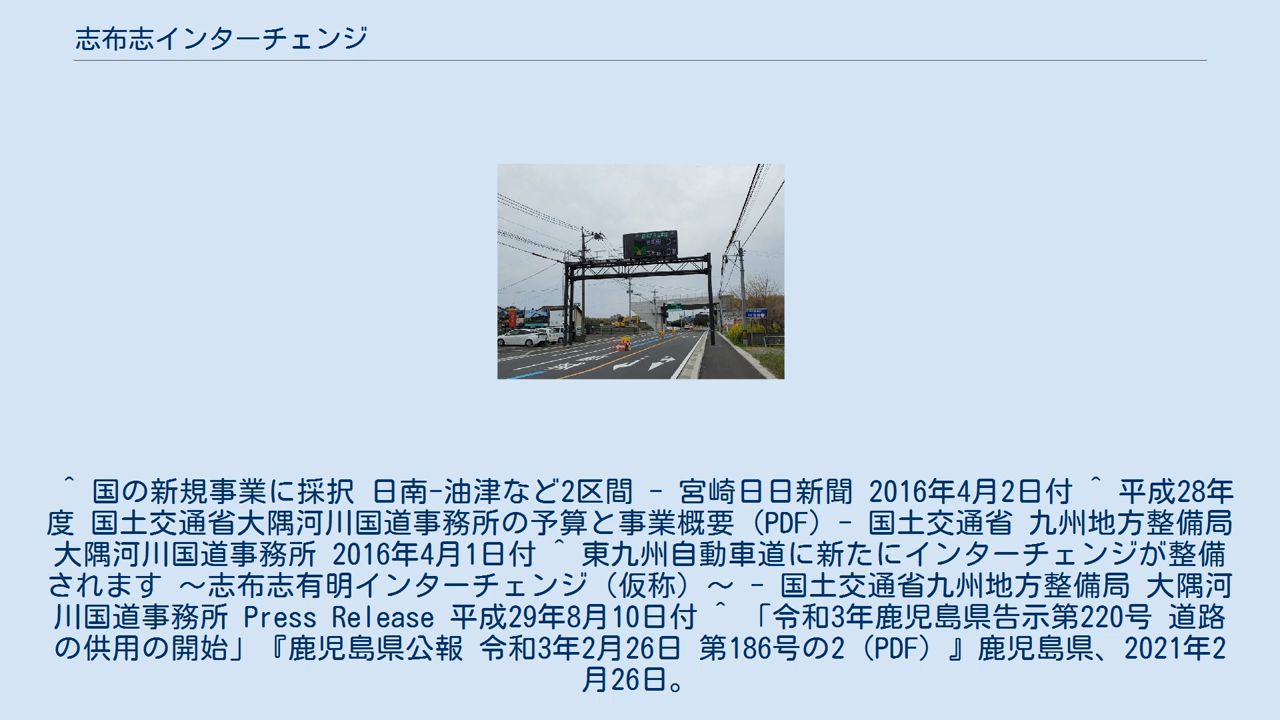 志布志インターチェンジ
^ 国の新規事業に採択 日南-油津など2区間 - 宮崎日日新聞 2016年4月2日付 ^ 平成28年
度 国土交通省大隅河川国道事務所の予算と事業概要（PDF）- 国土交通省 九州地方整備局
大隅河川国道事務所 2016年4月1日付 ^ 東九州自動車道に新たにインターチェンジが整備
されます ～志布志有明インターチェンジ（仮称）～ - 国土交通省九州地方整備局 大隅河
川国道事務所 Press Release 平成29年8月10日付 ^ 「令和3年鹿児島県告示第220号 道路
の供用の開始」『鹿児島県公報 令和3年2月26日 第186号の2（PDF）』鹿児島県、2021年2
月26日。